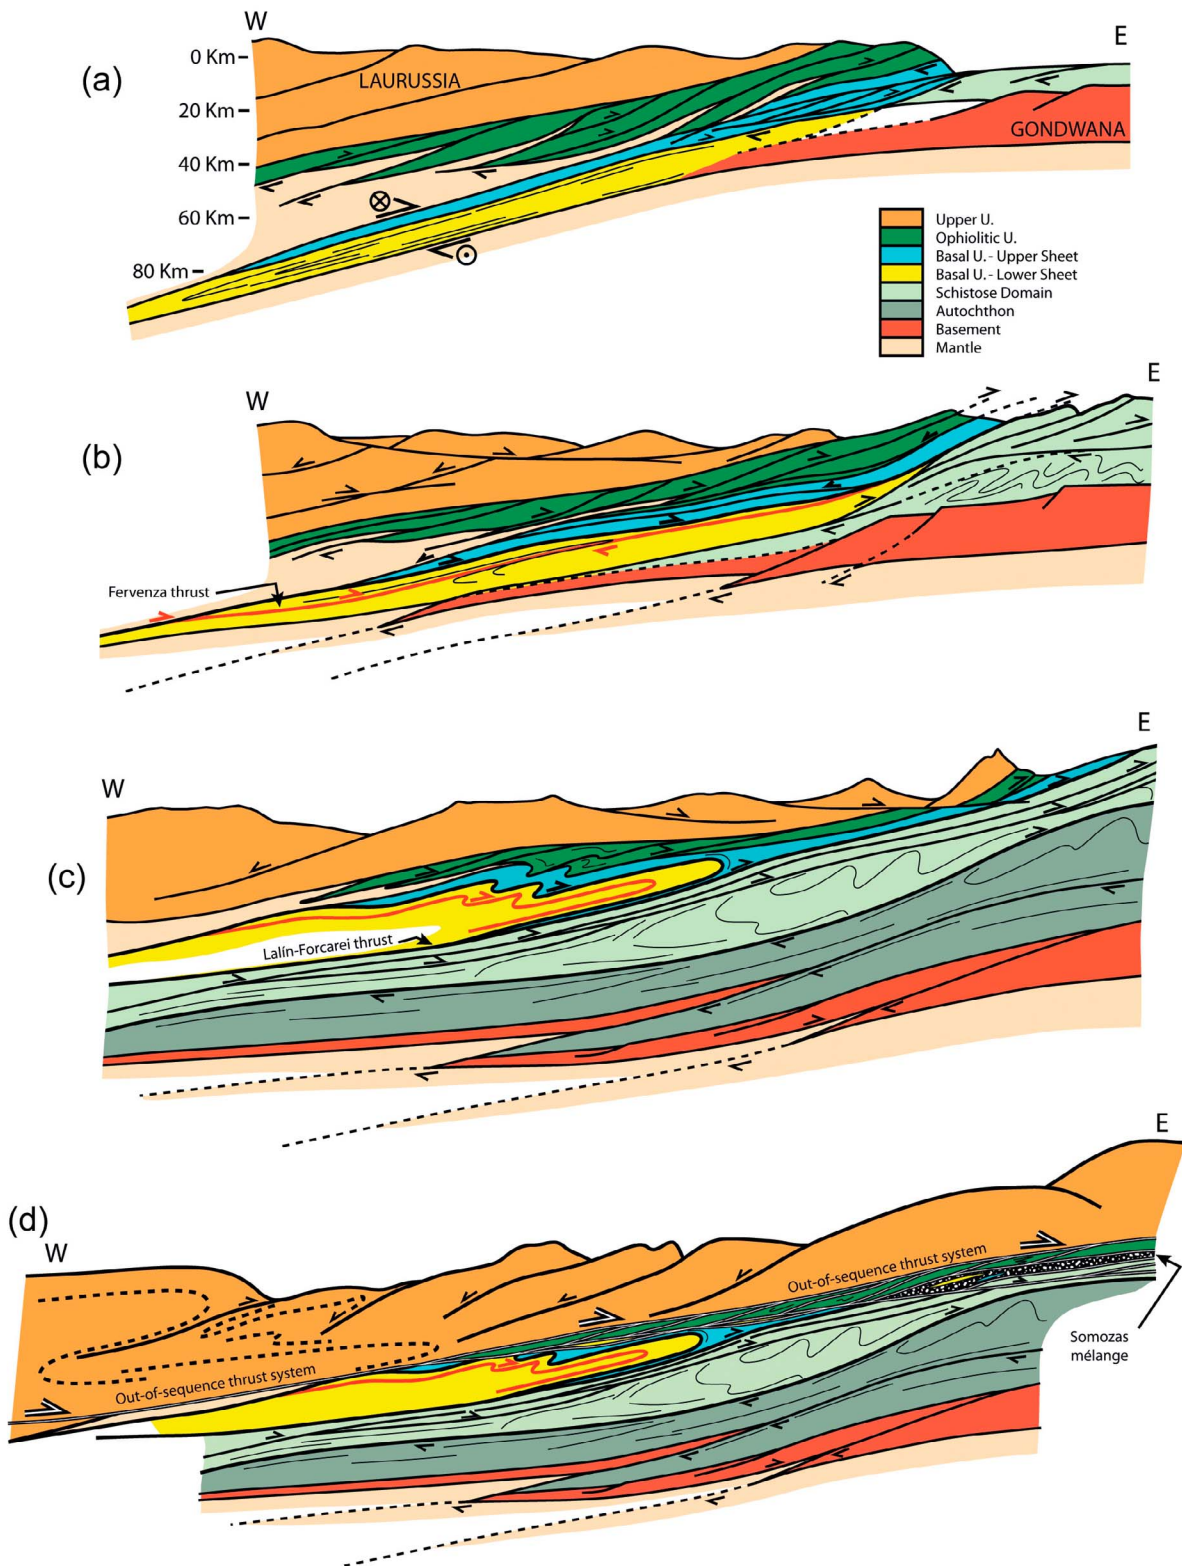 W
E
(a)
0 Km
20 Km
40 Km
60 Km
80 Km
LAURUSSIA
GONDWANA
Upper U.
Ophiolitic U.
Basal U. - Upper Sheet
Basal U. - Lower Sheet
Schistose Domain
Autochthon
Basement
Mantle
W
E
(b)
Fervenza thrust
W
E
(c)
Lalín-Forcarei thrust
(d)
W
E
Out-of-sequence thrust system
Out-of-sequence thrust system
Somozas
mélange